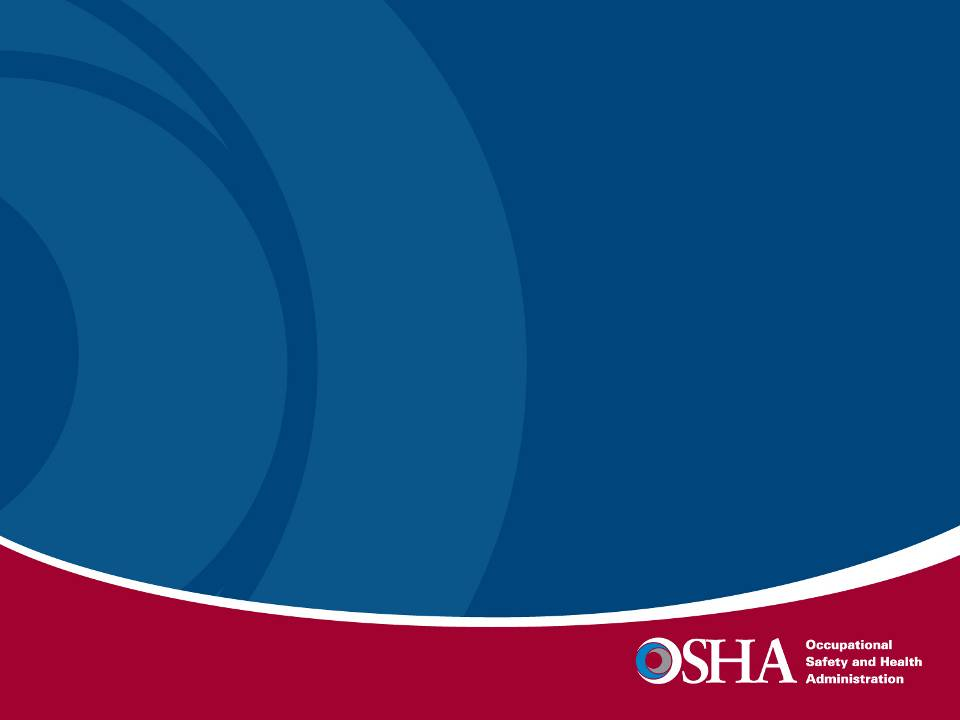 OSHA
Occupational
Safety and Health
Administration